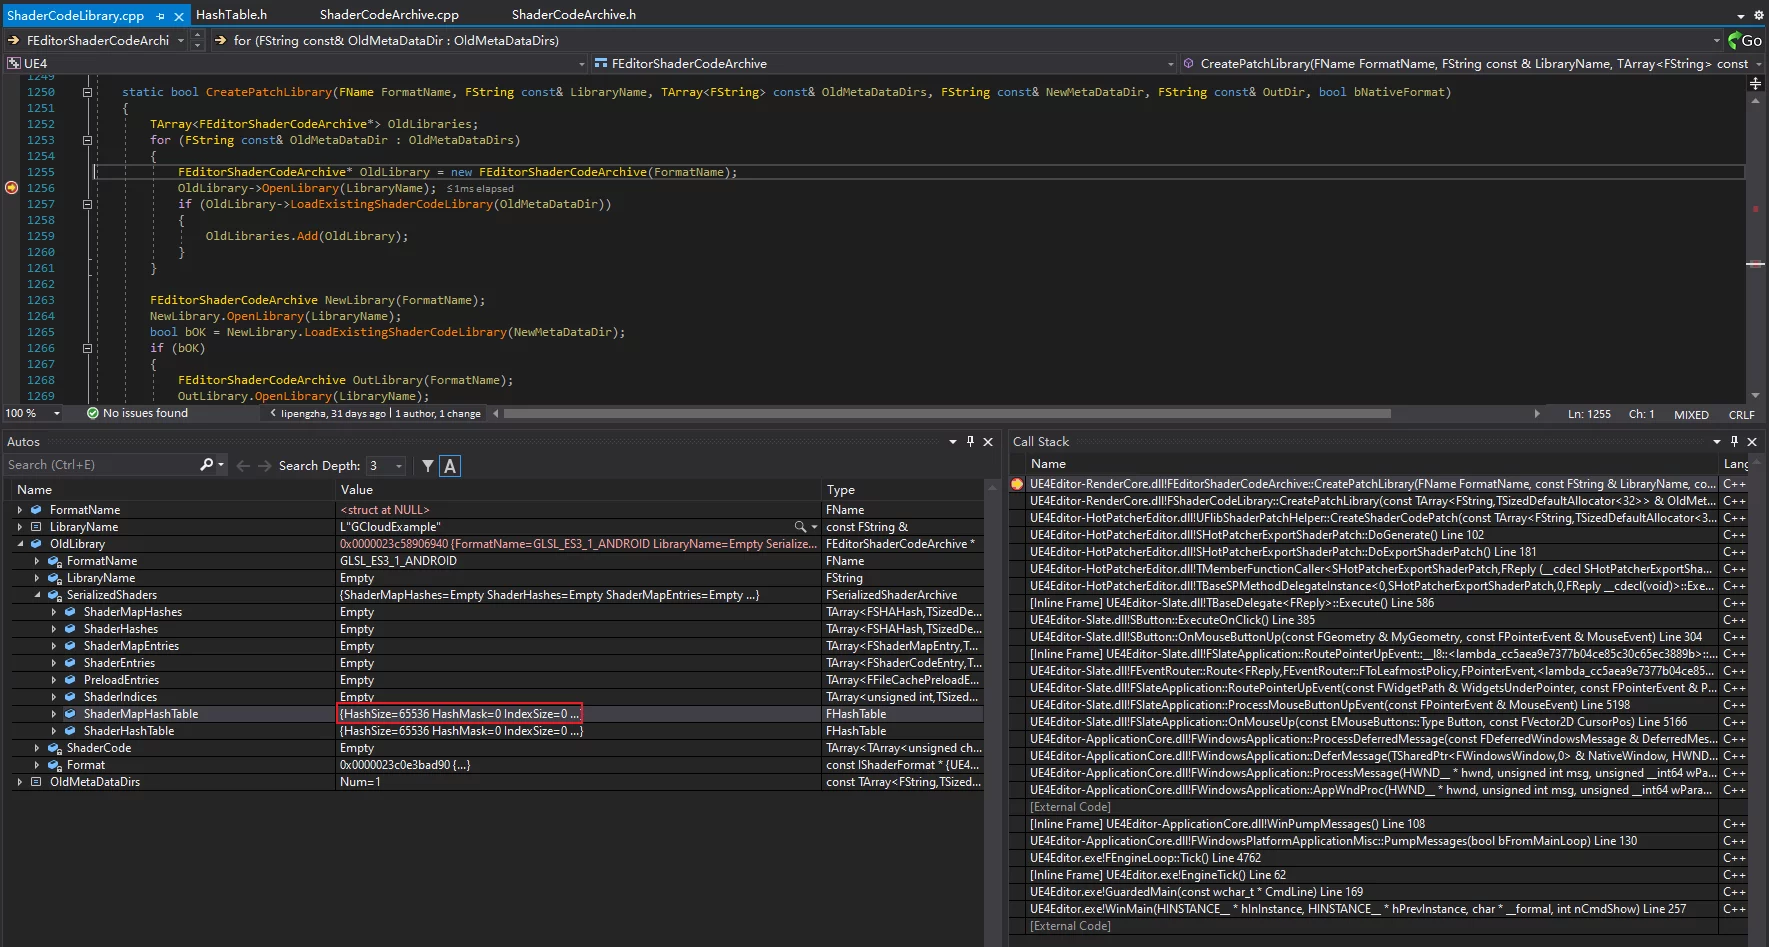 ShaderCodeLibrary.cpp HashTable.h ShaderCodeArchive.cpp ShaderCodeArchive.h
FEditorShaderCodeArchi for (FString const& OldMetaDataDir : OldMetaDataDirs) Go
UE4 FEditorShaderCodeArchive CreatePatchLibrary(FName FormatName, FString const & LibraryName, TArray<FString> const
1249
1250 static bool CreatePatchLibrary(FName FormatName, FString const& LibraryName, TArray<FString> const& OldMetaDataDirs, FString const& NewMetaDataDir, FString const& OutDir, bool bNativeFormat)
1251 {
1252 TArray<FEditorShaderCodeArchive*> OldLibraries;
1253 for (FString const& OldMetaDataDir : OldMetaDataDirs)
1254 {
1255 FEditorShaderCodeArchive* OldLibrary = new FEditorShaderCodeArchive(FormatName);
1256 OldLibrary->OpenLibrary(LibraryName); ≤1ms elapsed
1257 if (OldLibrary->LoadExistingShaderCodeLibrary(OldMetaDataDir))
1258 {
1259 OldLibraries.Add(OldLibrary);
1260 }
1261 }
1262
1263 FEditorShaderCodeArchive NewLibrary(FormatName);
1264 NewLibrary.OpenLibrary(LibraryName);
1265 bool bOK = NewLibrary.LoadExistingShaderCodeLibrary(NewMetaDataDir);
1266 if (bOK)
1267 {
1268 FEditorShaderCodeArchive OutLibrary(FormatName);
1269 OutLibrary.OpenLibrary(LibraryName);
100 % No issues found lipengzha, 31 days ago | 1 author, 1 change Ln: 1255 Ch: 1 MIXED CRLF
Autos
Search (Ctrl+E) Search Depth: 3 A
Name Value Type
FormatName <struct at NULL> FName
LibraryName L"GCloudExample" const FString &
OldLibrary 0x0000023c58906940 {FormatName=GLSL_ES3_1_ANDROID LibraryName=Empty Serialize... FEditorShaderCodeArchive *
FormatName GLSL_ES3_1_ANDROID FName
LibraryName Empty FString
SerializedShaders {ShaderMapHashes=Empty ShaderHashes=Empty ShaderMapEntries=Empty ...} FSerializedShaderArchive
ShaderMapHashes Empty TArray<FSHAHash,TSizedDe...
ShaderHashes Empty TArray<FSHAHash,TSizedDe...
ShaderMapEntries Empty TArray<FShaderMapEntry,T...
ShaderEntries Empty TArray<FShaderCodeEntry,T...
PreloadEntries Empty TArray<FFileCachePreloadE...
ShaderIndices Empty TArray<unsigned int,TSized...
ShaderMapHashTable {HashSize=65536 HashMask=0 IndexSize=0 ...} FHashTable
ShaderHashTable {HashSize=65536 HashMask=0 IndexSize=0 ...} FHashTable
ShaderCode Empty TArray<TArray<unsigned ch...
Format 0x0000023c0e3bad90 {...} const IShaderFormat * {UE4...
OldMetaDataDirs Num=1 const TArray<FString,TSized...
Call Stack
Name Lang
UE4Editor-RenderCore.dll!FEditorShaderCodeArchive::CreatePatchLibrary(FName FormatName, const FString & LibraryName, co... C++
UE4Editor-RenderCore.dll!FShaderCodeLibrary::CreatePatchLibrary(const TArray<FString,TSizedDefaultAllocator<32>> & OldMet... C++
UE4Editor-HotPatcherEditor.dll!UFlibShaderPatchHelper::CreateShaderCodePatch(const TArray<FString,TSizedDefaultAllocator<3... C++
UE4Editor-HotPatcherEditor.dll!SHotPatcherExportShaderPatch::DoGenerate() Line 102 C++
UE4Editor-HotPatcherEditor.dll!SHotPatcherExportShaderPatch::DoExportShaderPatch() Line 181 C++
UE4Editor-HotPatcherEditor.dll!TMemberFunctionCaller<SHotPatcherExportShaderPatch,FReply (__cdecl SHotPatcherExportSha... C++
UE4Editor-HotPatcherEditor.dll!TBaseSPMethodDelegateInstance<0,SHotPatcherExportShaderPatch,0,FReply __cdecl(void)>::Exe... C++
[Inline Frame] UE4Editor-Slate.dll!TBaseDelegate<FReply>::Execute() Line 586 C++
UE4Editor-Slate.dll!SButton::ExecuteOnClick() Line 385 C++
UE4Editor-Slate.dll!SButton::OnMouseButtonUp(const FGeometry & MyGeometry, const FPointerEvent & MouseEvent) Line 304 C++
[Inline Frame] UE4Editor-Slate.dll!FSlateApplication::RoutePointerUpEvent::__l8::<lambda_cc5aea9e7377b04ce85c30c65ec3889b>::... C++
UE4Editor-Slate.dll!FEventRouter::Route<FReply,FEventRouter::FToLeafmostPolicy,FPointerEvent,<lambda_cc5aea9e7377b04ce85... C++
UE4Editor-Slate.dll!FSlateApplication::RoutePointerUpEvent(const FWidgetPath & WidgetsUnderPointer, const FPointerEvent & P... C++
UE4Editor-Slate.dll!FSlateApplication::ProcessMouseButtonUpEvent(const FPointerEvent & MouseEvent) Line 5198 C++
UE4Editor-Slate.dll!FSlateApplication::OnMouseUp(const EMouseButtons::Type Button, const FVector2D CursorPos) Line 5166 C++
UE4Editor-ApplicationCore.dll!FWindowsApplication::ProcessDeferredMessage(const FDeferredWindowsMessage & DeferredMes... C++
UE4Editor-ApplicationCore.dll!FWindowsApplication::DeferMessage(TSharedPtr<FWindowsWindow,0> & NativeWindow, HWND... C++
UE4Editor-ApplicationCore.dll!FWindowsApplication::ProcessMessage(HWND__ * hwnd, unsigned int msg, unsigned __int64 wPa... C++
UE4Editor-ApplicationCore.dll!FWindowsApplication::AppWndProc(HWND__ * hwnd, unsigned int msg, unsigned __int64 wPara... C++
[External Code]
[Inline Frame] UE4Editor-ApplicationCore.dll!WinPumpMessages() Line 108 C++
UE4Editor-ApplicationCore.dll!FWindowsPlatformApplicationMisc::PumpMessages(bool bFromMainLoop) Line 130 C++
UE4Editor.exe!FEngineLoop::Tick() Line 4762 C++
[Inline Frame] UE4Editor.exe!EngineTick() Line 62 C++
UE4Editor.exe!GuardedMain(const wchar_t * CmdLine) Line 169 C++
UE4Editor.exe!WinMain(HINSTANCE__ * hInInstance, HINSTANCE__ * hPrevInstance, char * __formal, int nCmdShow) Line 257 C++
[External Code]